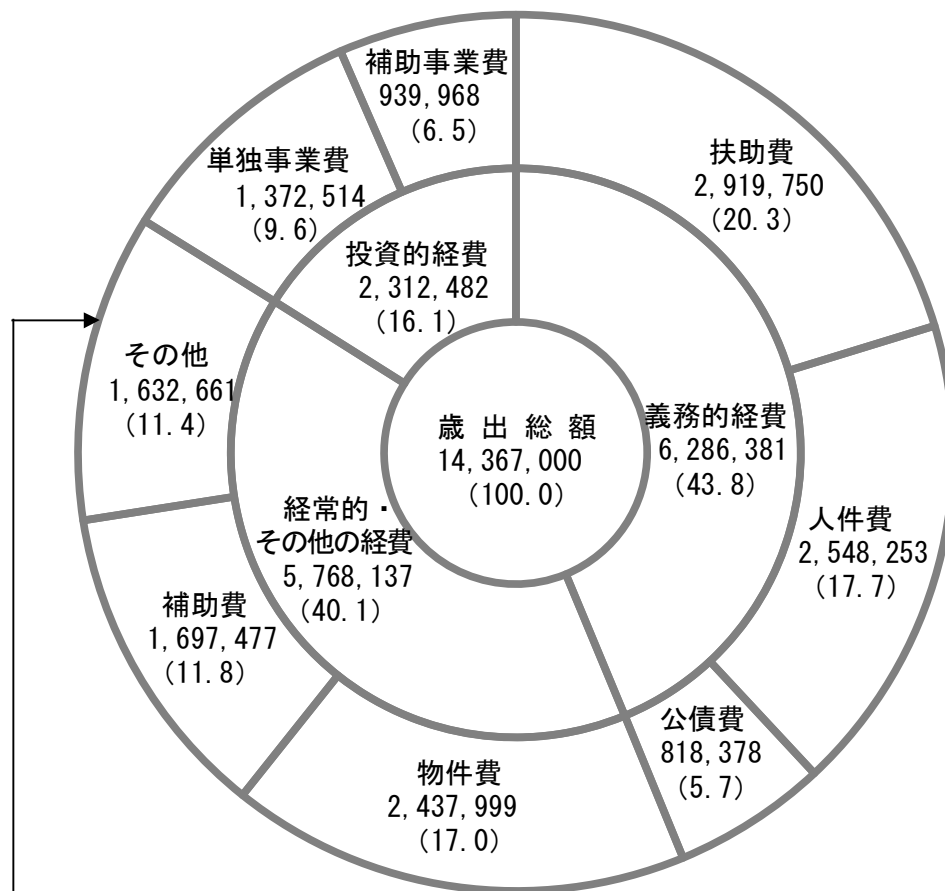 補助事業費
939,968
(6.5)
扶助費
2,919,750
(20.3)
単独事業費
1,372,514
(9.6)
投資的経費
2,312,482
(16.1)
その他
1,632,661
(11.4)
歳出総額
14,367,000
(100.0)
義務的経費
6,286,381
(43.8)
経常的・
その他の経費
5,768,137
(40.1)
人件費
2,548,253
(17.7)
補助費
1,697,477
(11.8)
公債費
818,378
(5.7)
物件費
2,437,999
(17.0)